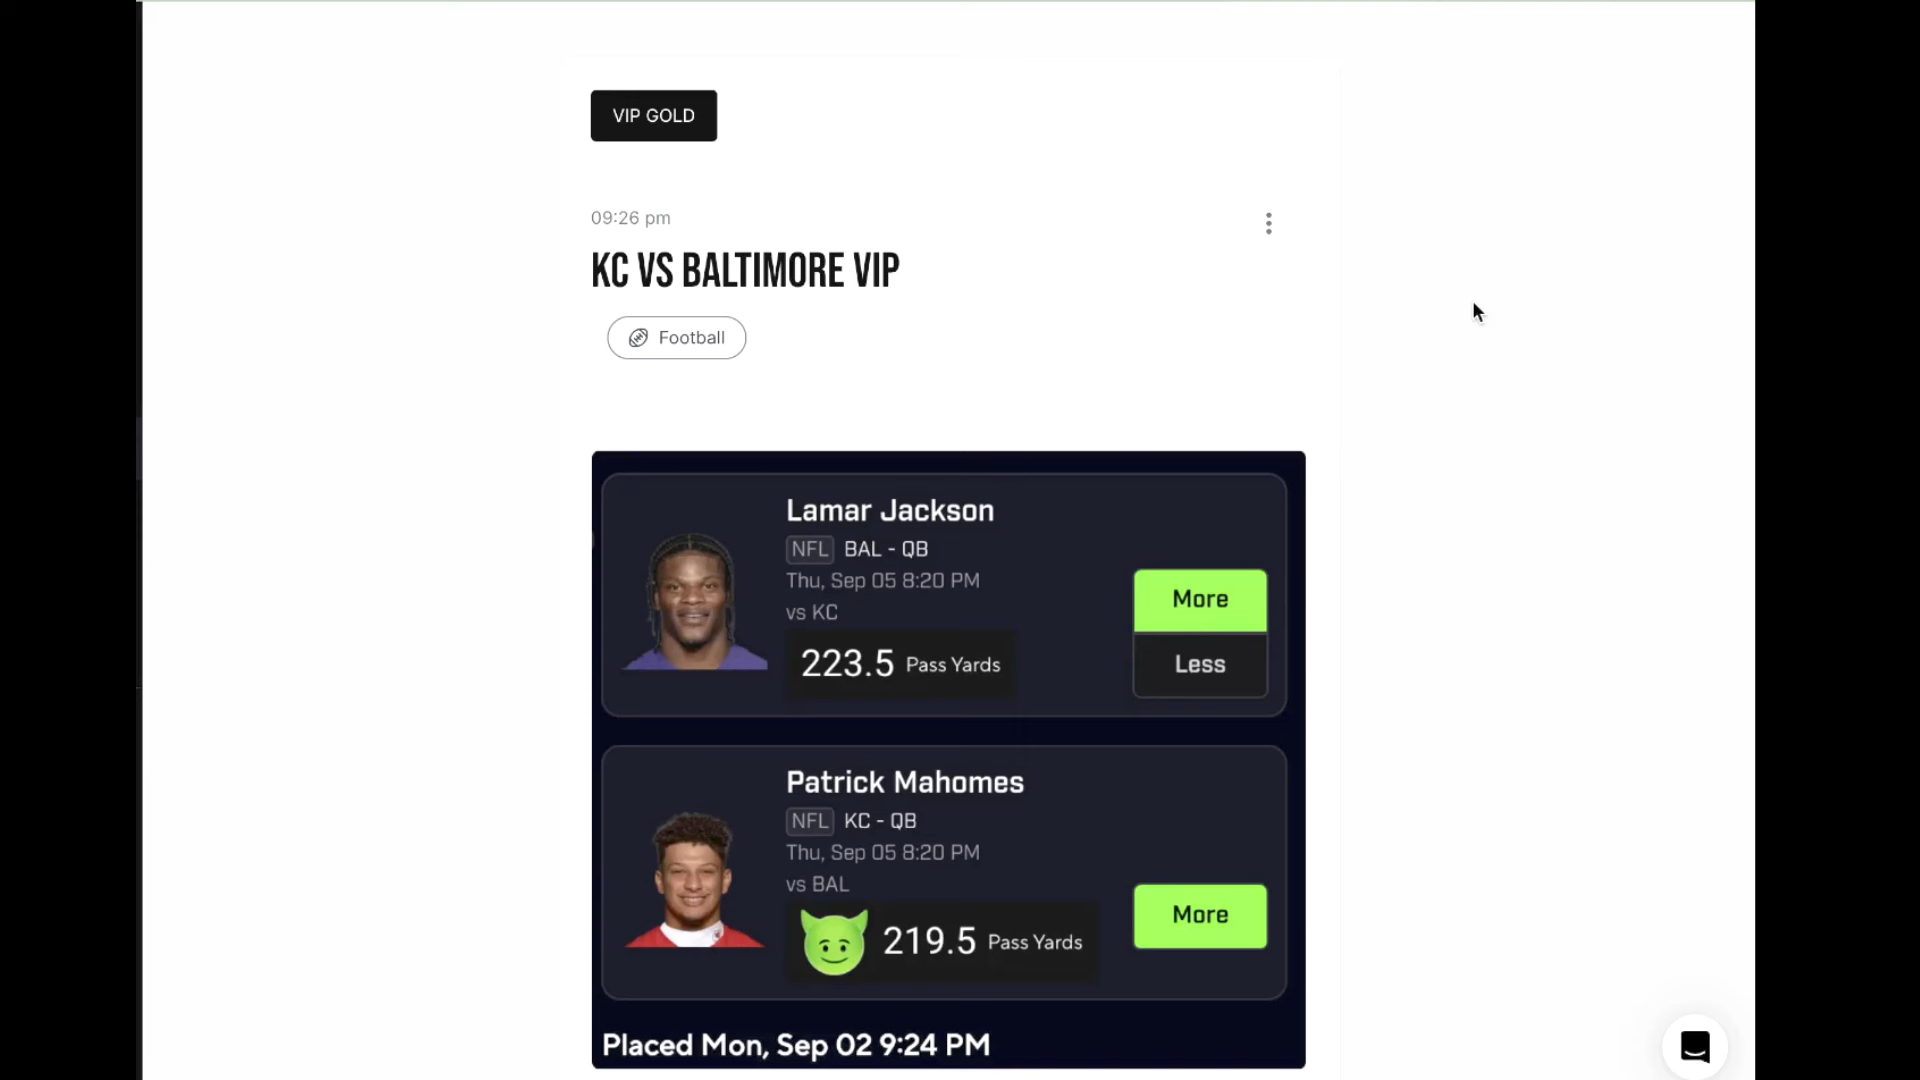 VIP GOLD
09:26 pm
KC VS BALTIMORE VIP
Football
Lamar Jackson
NFL BAL - QB
Thu, Sep 05 8:20 PM
vs KC
223.5 Pass Yards
More
Less
Patrick Mahomes
NFL KC - QB
Thu, Sep 05 8:20 PM
vs BAL
219.5 Pass Yards
More
Placed Mon, Sep 02 9:24 PM